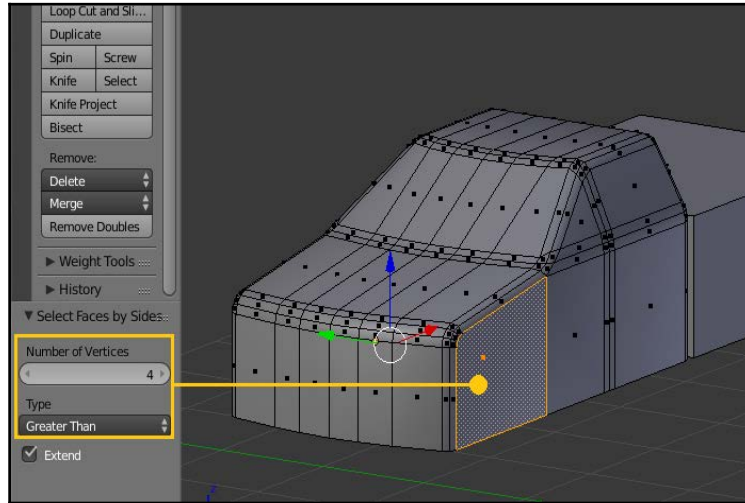 Loop Cut and Sli...
Duplicate
Spin Screw
Knife Select
Knife Project
Bisect
Remove:
Delete
Merge
Remove Doubles
Weight Tools
History
Select Faces by Sides
Number of Vertices
4
Type
Greater Than
Extend
z